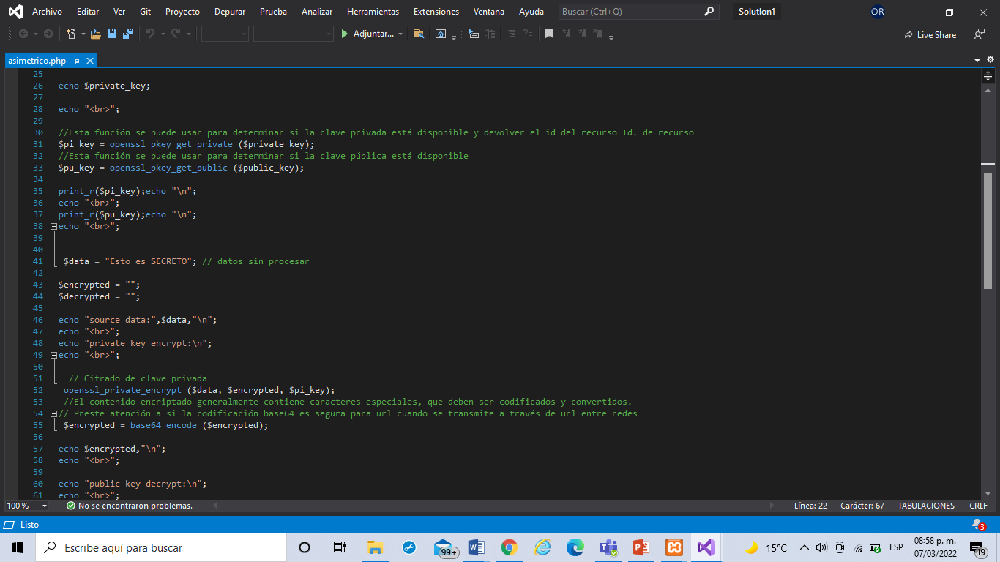 Archivo Editar Ver Git Proyecto Depurar Prueba Analizar Herramientas Extensiones Ventana Ayuda Buscar (Ctrl+Q) Solution1 OR
Adjuntar... Live Share
asimetrico.php
25
26 echo $private_key;
27
28 echo "<br>";
29
30 //Esta función se puede usar para determinar si la clave privada está disponible y devolver el id del recurso Id. de recurso
31 $pi_key = openssl_pkey_get_private ($private_key);
32 //Esta función se puede usar para determinar si la clave pública está disponible
33 $pu_key = openssl_pkey_get_public ($public_key);
34
35 print_r($pi_key);echo "\n";
36 echo "<br>";
37 print_r($pu_key);echo "\n";
38 echo "<br>";
39
40
41 $data = "Esto es SECRETO"; // datos sin procesar
42
43 $encrypted = "";
44 $decrypted = "";
45
46 echo "source data:",$data,"\n";
47 echo "<br>";
48 echo "private key encrypt:\n";
49 echo "<br>";
50
51 // Cifrado de clave privada
52 openssl_private_encrypt ($data, $encrypted, $pi_key);
53 //El contenido encriptado generalmente contiene caracteres especiales, que deben ser codificados y convertidos.
54 // Preste atención a si la codificación base64 es segura para url cuando se transmite a través de url entre redes
55 $encrypted = base64_encode ($encrypted);
56
57 echo $encrypted,"\n";
58 echo "<br>";
59
60 echo "public key decrypt:\n";
61 echo "<br>";
100 % No se encontraron problemas. Línea: 22 Carácter: 67 TABULACIONES CRLF
Listo 3
Escribe aquí para buscar 99+ 15°C ESP 08:58 p. m.
07/03/2022 19